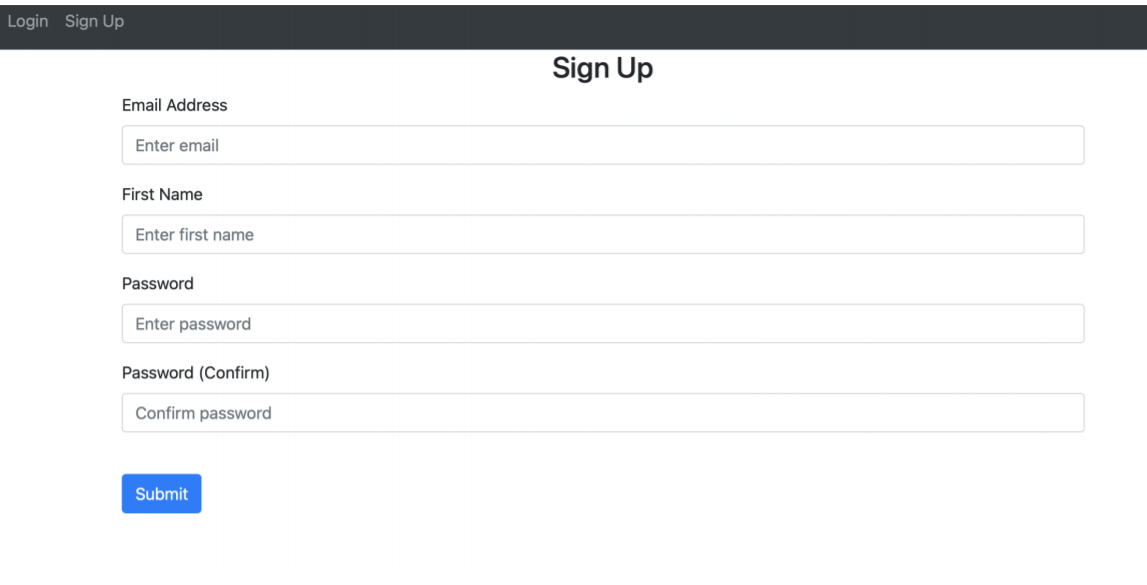 Login Sign Up
Sign Up
Email Address
Enter email
First Name
Enter first name
Password
Enter password
Password (Confirm)
Confirm password
Submit